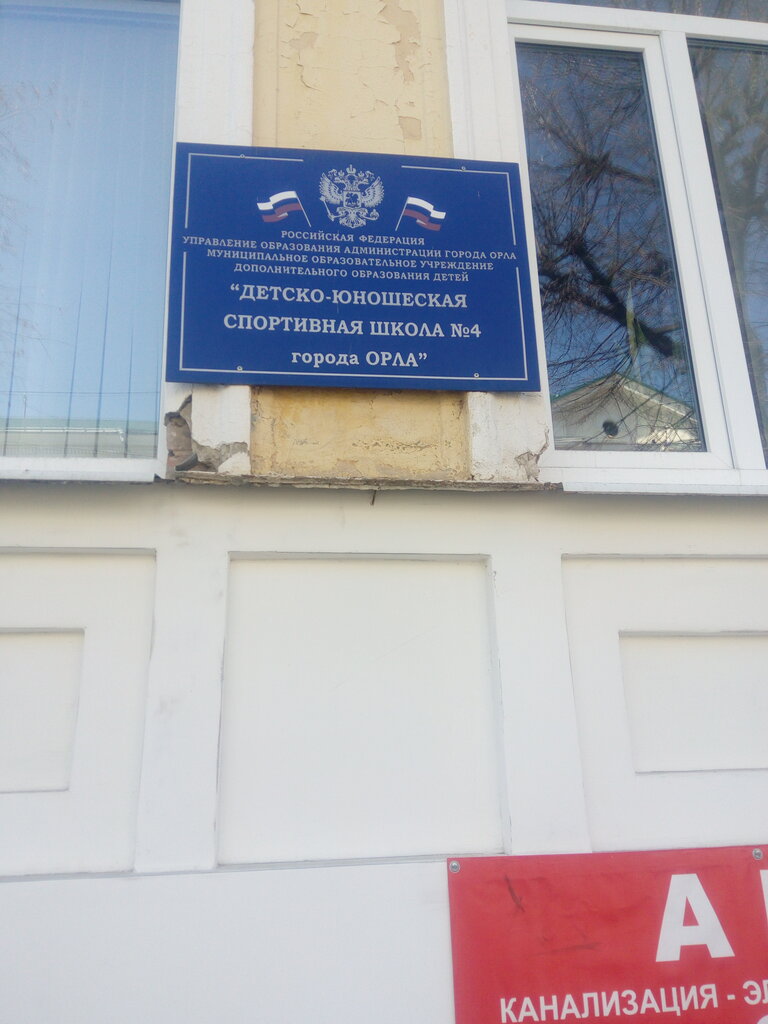 РОССИЙСКАЯ ФЕДЕРАЦИЯ
УПРАВЛЕНИЕ ОБРАЗОВАНИЯ АДМИНИСТРАЦИИ ГОРОДА ОРЛА
МУНИЦИПАЛЬНОЕ ОБРАЗОВАТЕЛЬНОЕ УЧРЕЖДЕНИЕ
ДОПОЛНИТЕЛЬНОГО ОБРАЗОВАНИЯ ДЕТЕЙ
“ДЕТСКО-ЮНОШЕСКАЯ
СПОРТИВНАЯ ШКОЛА №4
города ОРЛА”
А
КАНАЛИЗАЦИЯ - ЭЛ